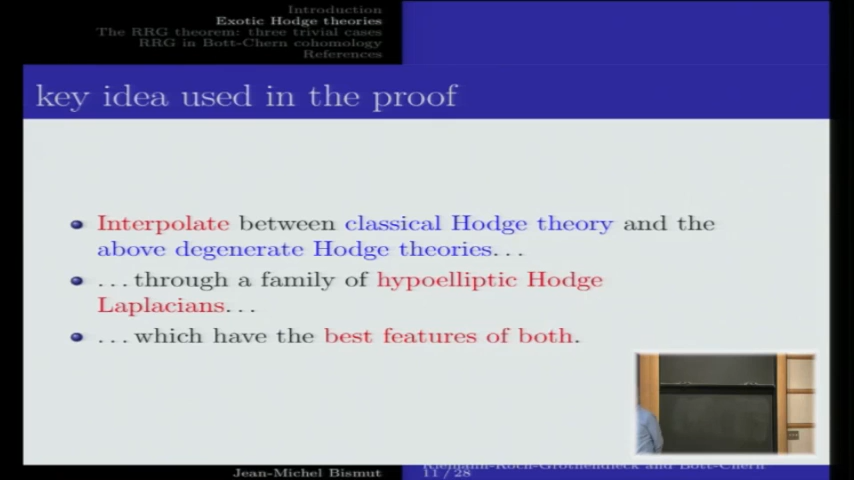 Introduction
Exotic Hodge theories
The RRG theorem: three trivial cases
RRG in Bott-Chern cohomology
References
key idea used in the proof
Interpolate between classical Hodge theory and the
above degenerate Hodge theories...
...through a family of hypoelliptic Hodge
Laplacians...
...which have the best features of both.
Jean-Michel Bismut
Riemann-Roch-Grothendieck and Bott-Chern
11/28